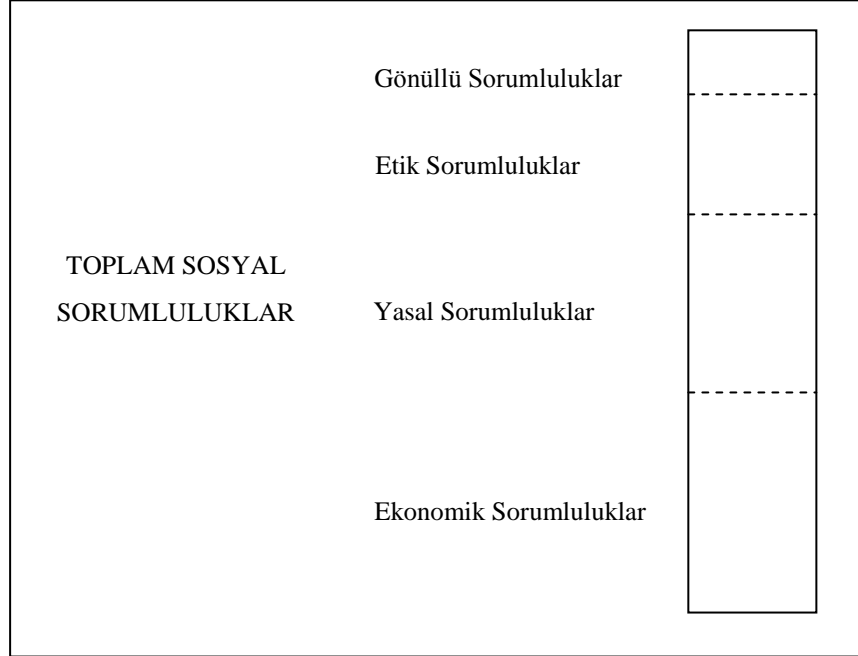 Gönüllü Sorumluluklar
Etik Sorumluluklar
TOPLAM SOSYAL
SORUMLULUKLAR
Yasal Sorumluluklar
Ekonomik Sorumluluklar